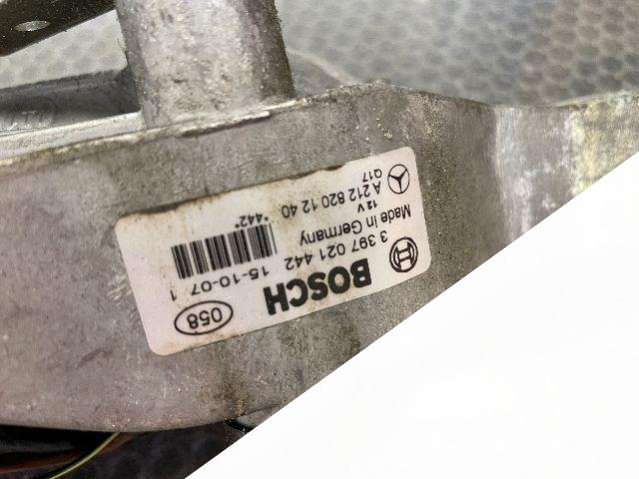 BOSCH
058
3 397 021 442 15-10-07 1
Made in Germany
12 V
*442*
A 212 820 12 40
Q17